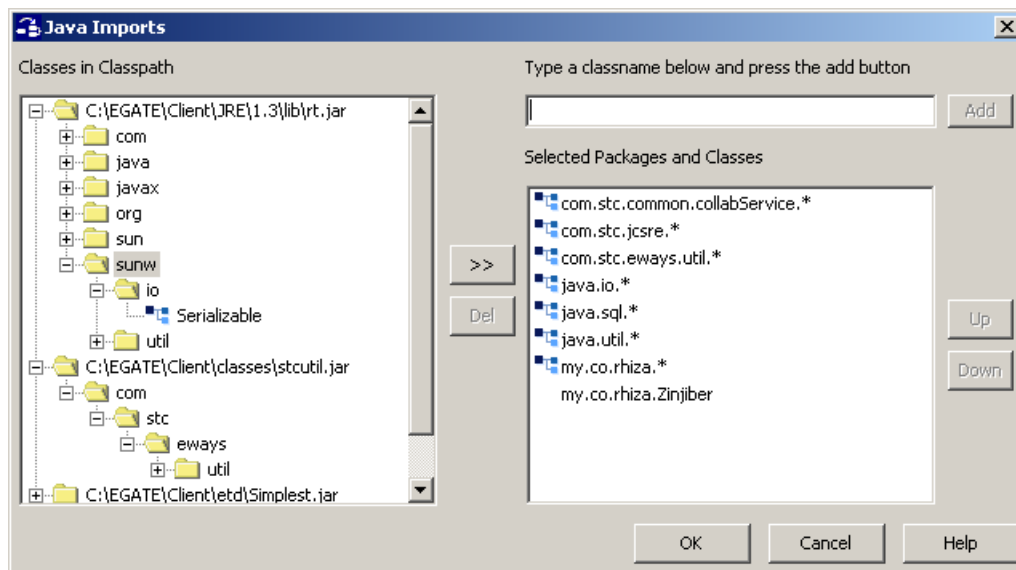 Java Imports
Classes in Classpath
C:\EGATE\Client\JRE\1.3\lib\rt.jar
com
java
javax
org
sun
sunw
io
Serializable
util
C:\EGATE\Client\classes\stcutil.jar
com
stc
eways
util
C:\EGATE\Client\etd\Simplest.jar
>>
Del
Type a classname below and press the add button
Add
Selected Packages and Classes
com.stc.common.collabService.*
com.stc.jcsre.*
com.stc.eways.util.*
java.io.*
java.sql.*
java.util.*
my.co.rhiza.*
my.co.rhiza.Zinjiber
Up
Down
OK
Cancel
Help